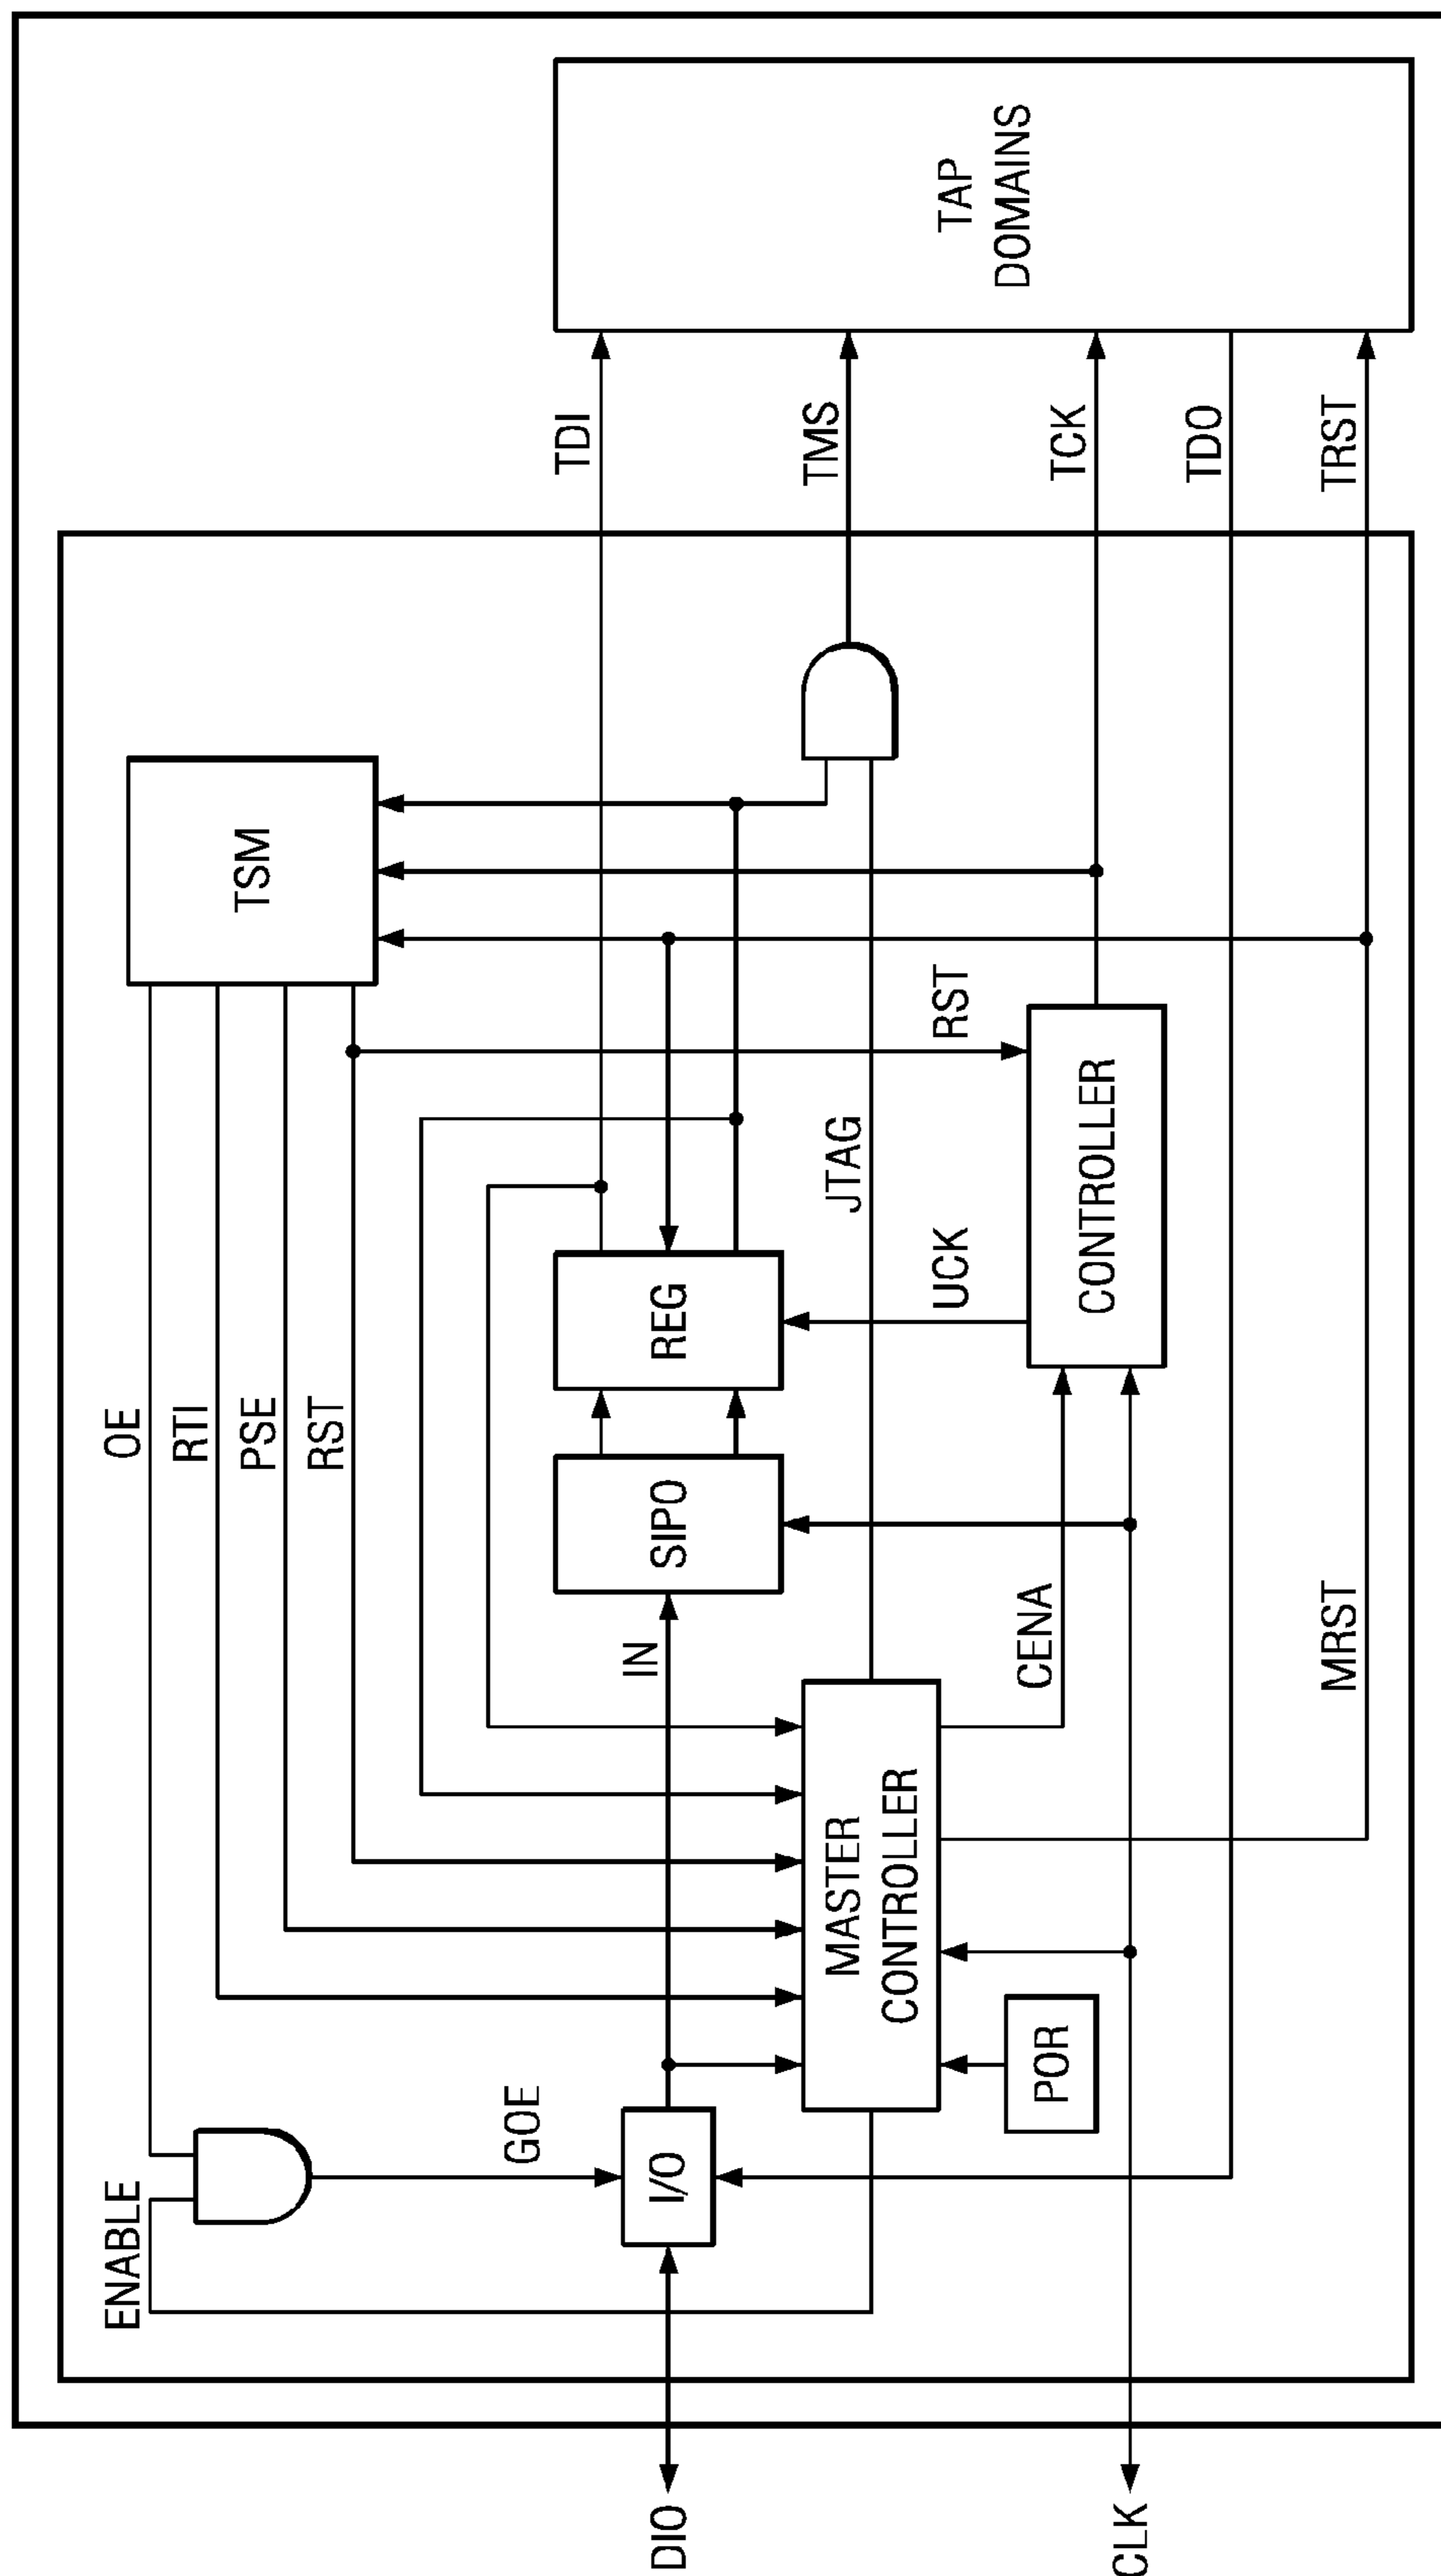 ENABLE
OE
RTI
PSE
RST
TSM
GOE
DIO
I/O
IN
SIPO
REG
TDI
TMS
TAP
DOMAINS
MASTER
CONTROLLER
JTAG
UCK
RST
POR
CENA
CONTROLLER
TCK
CLK
TDO
MRST
TRST